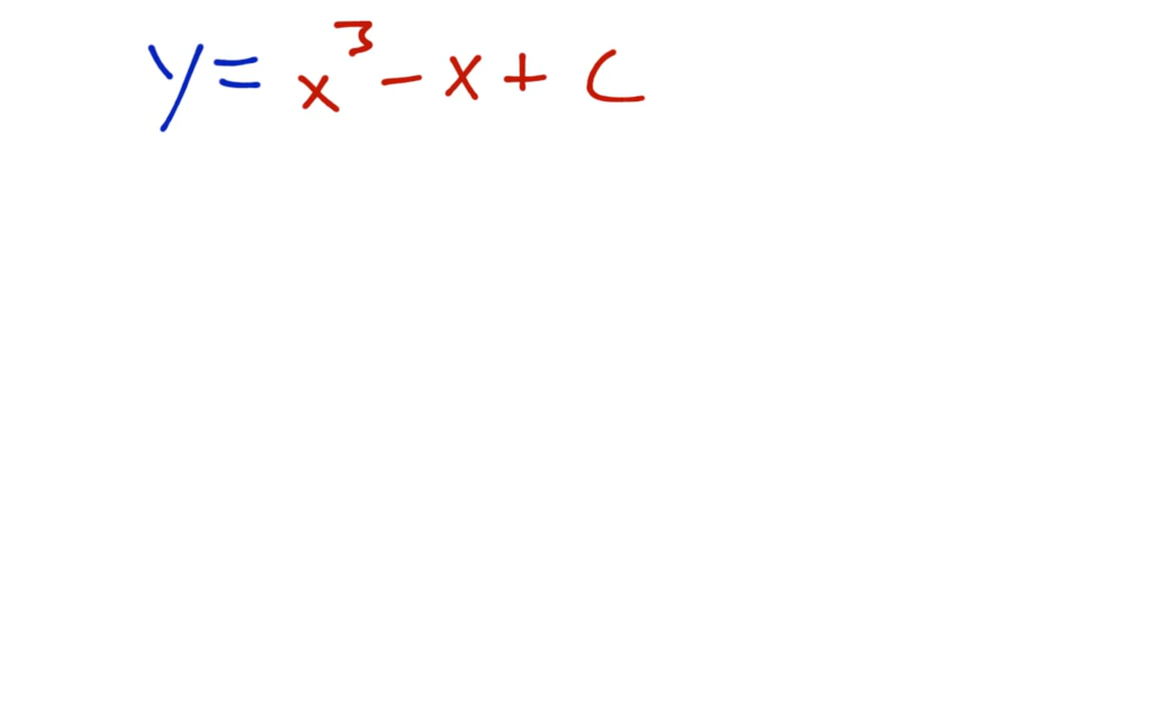 y = x³ - x + C